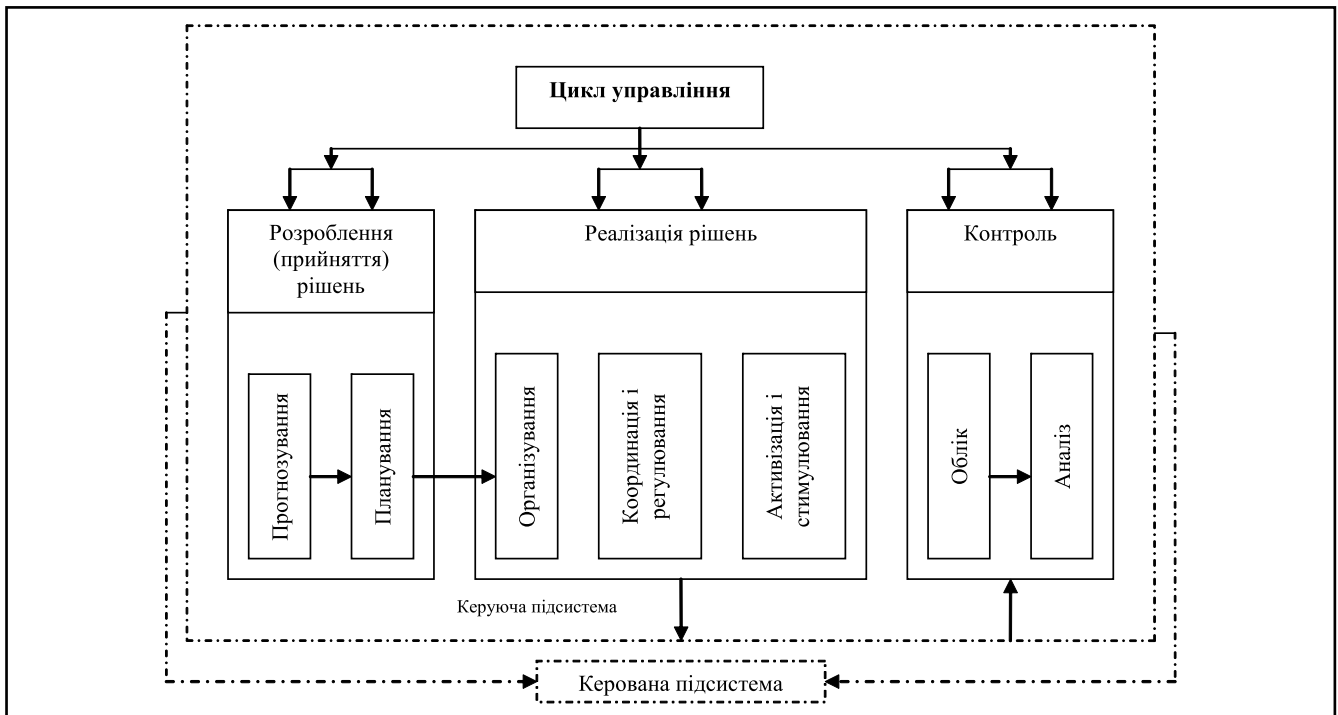 Цикл управління
Розроблення
(прийняття)
рішень
Реалізація рішень
Контроль
Прогнозування
Планування
Організування
Координація і
регулювання
Активізація і
стимулювання
Облік
Аналіз
Керуюча підсистема
Керована підсистема